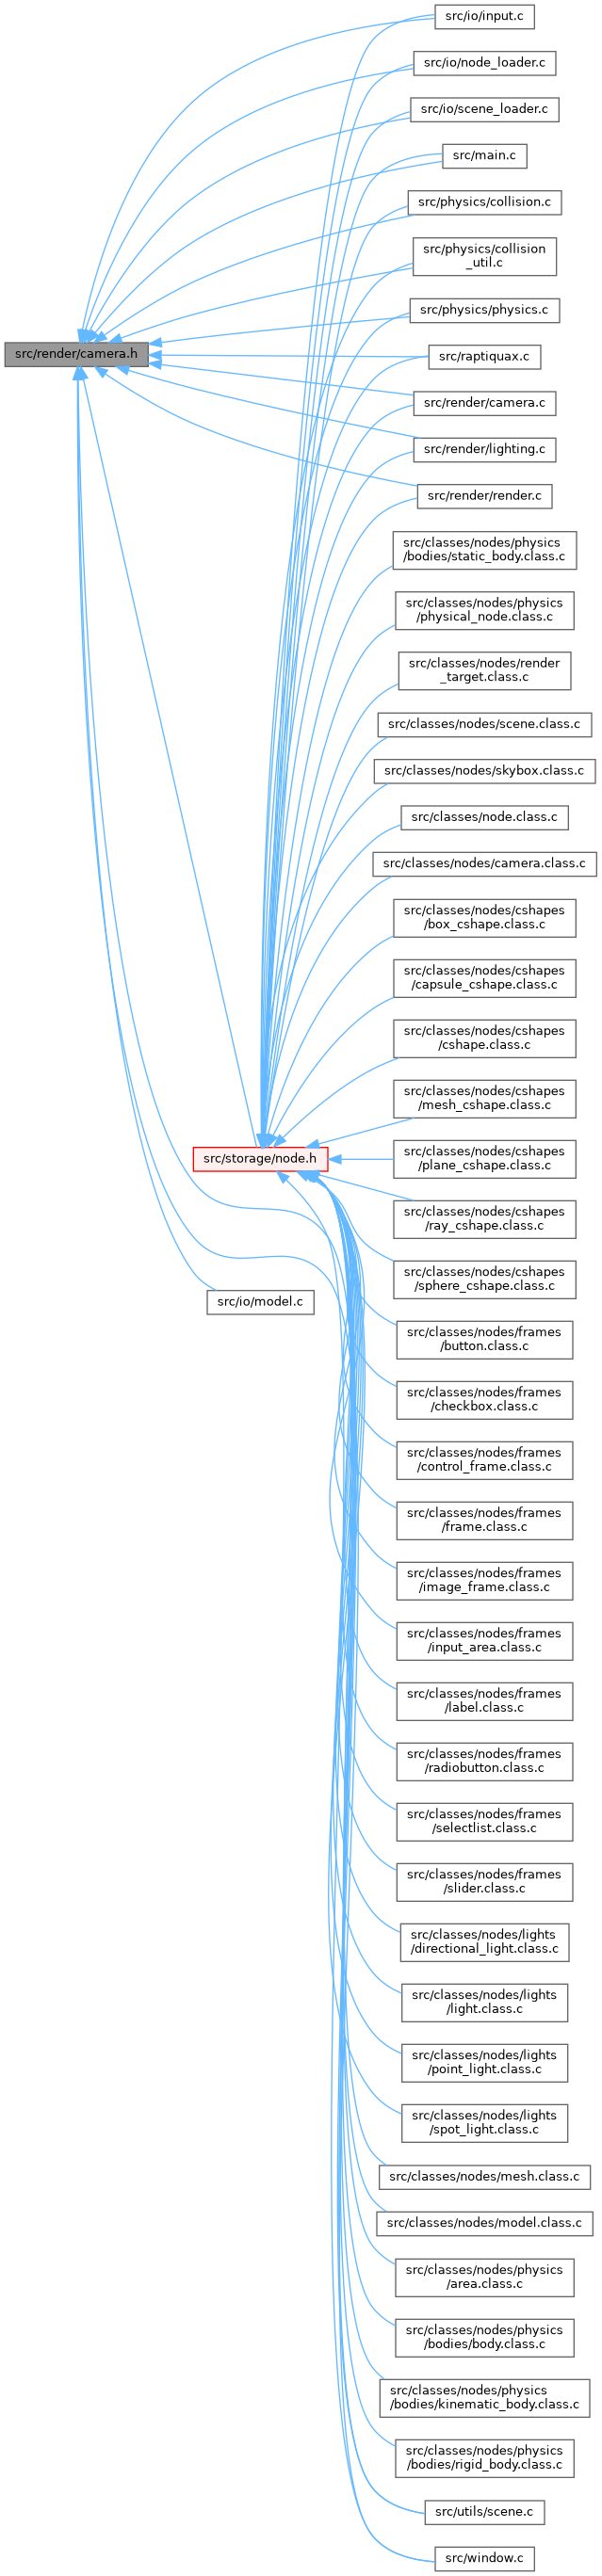 src/io/input.c
src/io/node_loader.c
src/io/scene_loader.c
src/main.c
src/physics/collision.c
src/physics/collision
_util.c
src/physics/physics.c
src/render/camera.h
src/raptiquax.c
src/render/camera.c
src/render/lighting.c
src/render/render.c
src/classes/nodes/physics
/bodies/static_body.class.c
src/classes/nodes/physics
/physical_node.class.c
src/classes/nodes/render
_target.class.c
src/classes/nodes/scene.class.c
src/classes/nodes/skybox.class.c
src/classes/node.class.c
src/classes/nodes/camera.class.c
src/classes/nodes/cshapes
/box_cshape.class.c
src/classes/nodes/cshapes
/capsule_cshape.class.c
src/classes/nodes/cshapes
/cshape.class.c
src/classes/nodes/cshapes
/mesh_cshape.class.c
src/storage/node.h
src/classes/nodes/cshapes
/plane_cshape.class.c
src/classes/nodes/cshapes
/ray_cshape.class.c
src/classes/nodes/cshapes
/sphere_cshape.class.c
src/io/model.c
src/classes/nodes/frames
/button.class.c
src/classes/nodes/frames
/checkbox.class.c
src/classes/nodes/frames
/control_frame.class.c
src/classes/nodes/frames
/frame.class.c
src/classes/nodes/frames
/image_frame.class.c
src/classes/nodes/frames
/input_area.class.c
src/classes/nodes/frames
/label.class.c
src/classes/nodes/frames
/radiobutton.class.c
src/classes/nodes/frames
/selectlist.class.c
src/classes/nodes/frames
/slider.class.c
src/classes/nodes/lights
/directional_light.class.c
src/classes/nodes/lights
/light.class.c
src/classes/nodes/lights
/point_light.class.c
src/classes/nodes/lights
/spot_light.class.c
src/classes/nodes/mesh.class.c
src/classes/nodes/model.class.c
src/classes/nodes/physics
/area.class.c
src/classes/nodes/physics
/bodies/body.class.c
src/classes/nodes/physics
/bodies/kinematic_body.class.c
src/classes/nodes/physics
/bodies/rigid_body.class.c
src/utils/scene.c
src/window.c